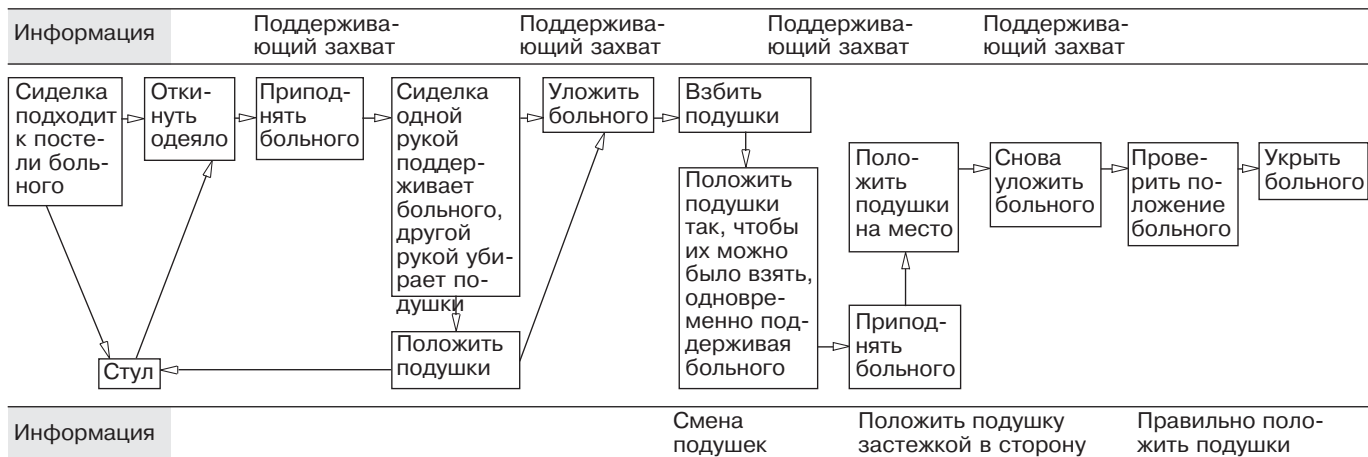 Информация
Поддержива-
ющий захват
Поддержива-
ющий захват
Поддержива-
ющий захват
Поддержива-
ющий захват
Сиделка
подходит
к посте-
ли боль-
ного
Отки-
нуть
одеяло
Припод-
нять
больного
Сиделка
одной
рукой
поддер-
живает
больного,
другой
рукой уби-
рает по-
душки
Уложить
больного
Взбить
подушки
Положить
подушки
так, чтобы
их можно
было взять,
одновре-
менно под-
держивая
больного
Поло-
жить
подушки
на место
Снова
уложить
больного
Прове-
рить по-
ложение
больного
Укрыть
больного
Стул
Положить
подушки
Припод-
нять
больного
Информация
Смена
подушек
Положить подушку
застежкой в сторону
Правильно поло-
жить подушки